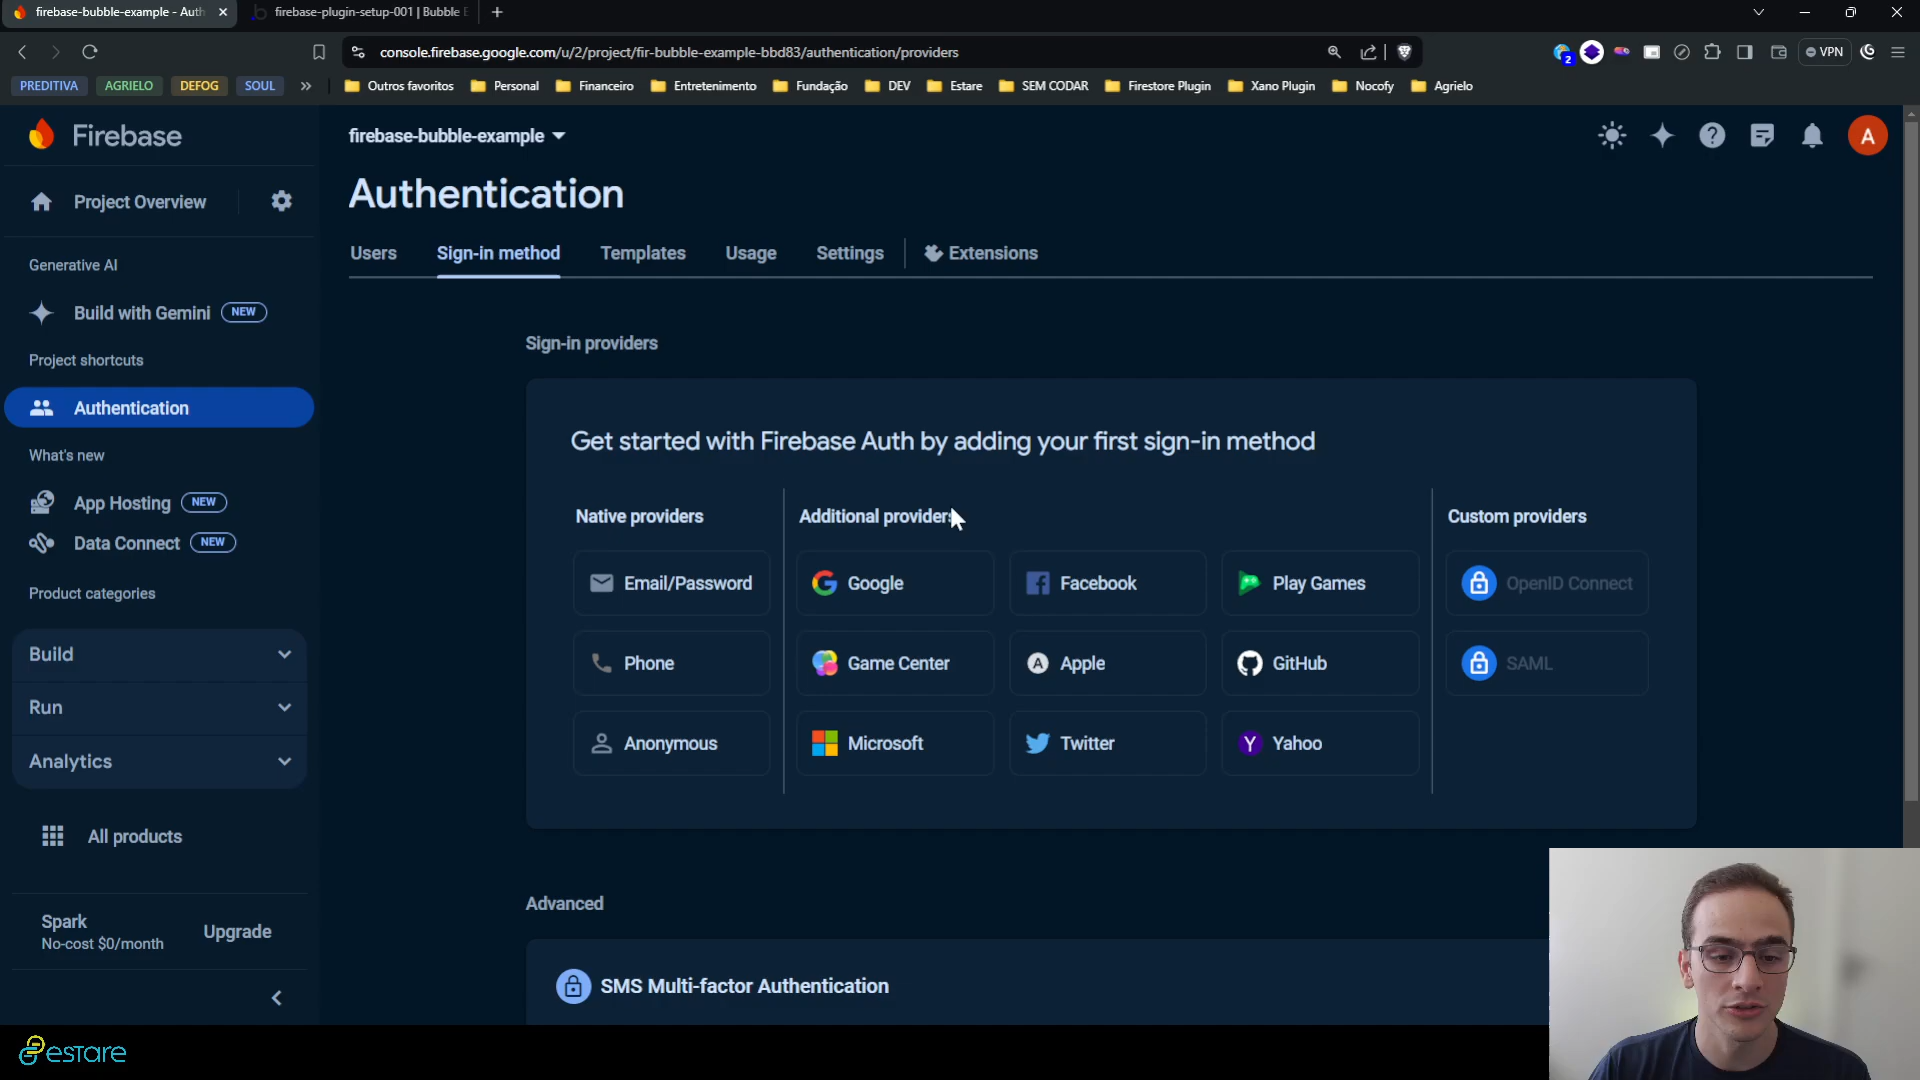 firebase-bubble-example - Auth
firebase-plugin-setup-001 | Bubble E
console.firebase.google.com/u/2/project/fir-bubble-example-bbd83/authentication/providers
2
VPN
PREDITIVA
AGRIELO
DEFOG
SOUL
Outros favoritos
Personal
Financeiro
Entretenimento
Fundação
DEV
Estare
SEM CODAR
Firestore Plugin
Xano Plugin
Nocofy
Agrielo
Firebase
firebase-bubble-example
A
Project Overview
Authentication
Users
Sign-in method
Templates
Usage
Settings
Extensions
Generative AI
Build with Gemini NEW
Project shortcuts
Authentication
What's new
App Hosting NEW
Data Connect NEW
Product categories
Build
Run
Analytics
All products
Spark
No-cost $0/month
Upgrade
Sign-in providers
Get started with Firebase Auth by adding your first sign-in method
Native providers
Additional providers
Custom providers
Email/Password
Google
Facebook
Play Games
OpenID Connect
Phone
Game Center
Apple
GitHub
SAML
Anonymous
Microsoft
Twitter
Yahoo
Advanced
SMS Multi-factor Authentication
estare